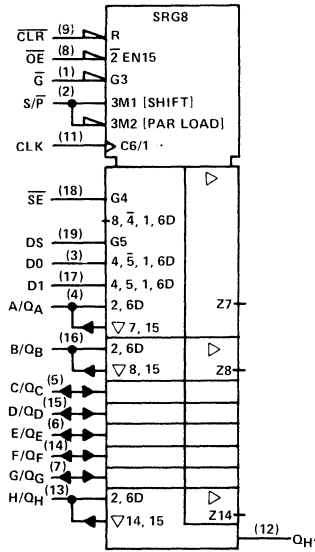 SRG8
C̅L̅R̅ (9) R
O̅E̅ (8) 2̅ EN15
G̅ (1) G3
S/P̅ (2) 3M1 [SHIFT]
3M2 [PAR LOAD]
CLK (11) C6/1
▷
S̅E̅ (18) G4
8, 4̅, 1, 6D
DS (19) G5
D0 (3) 4, 5̅, 1, 6D
D1 (17) 4, 5, 1, 6D
A/QA (4) 2, 6D Z7
▽ 7, 15
B/QB (16) 2, 6D ▷
▽ 8, 15 Z8
C/QC (5)
D/QD (15)
E/QE (6)
F/QF (14)
G/QG (7)
H/QH (13) 2, 6D ▷
▽ 14, 15 Z14
(12) QH'